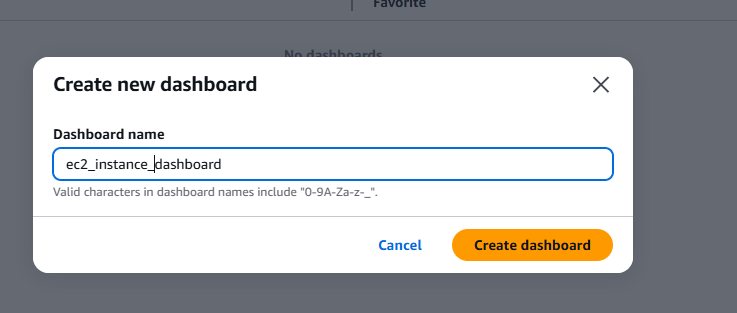 Favorite
No dashboards
Create new dashboard
Dashboard name
ec2_instance_dashboard
Valid characters in dashboard names include "0-9A-Za-z-_".
Cancel
Create dashboard